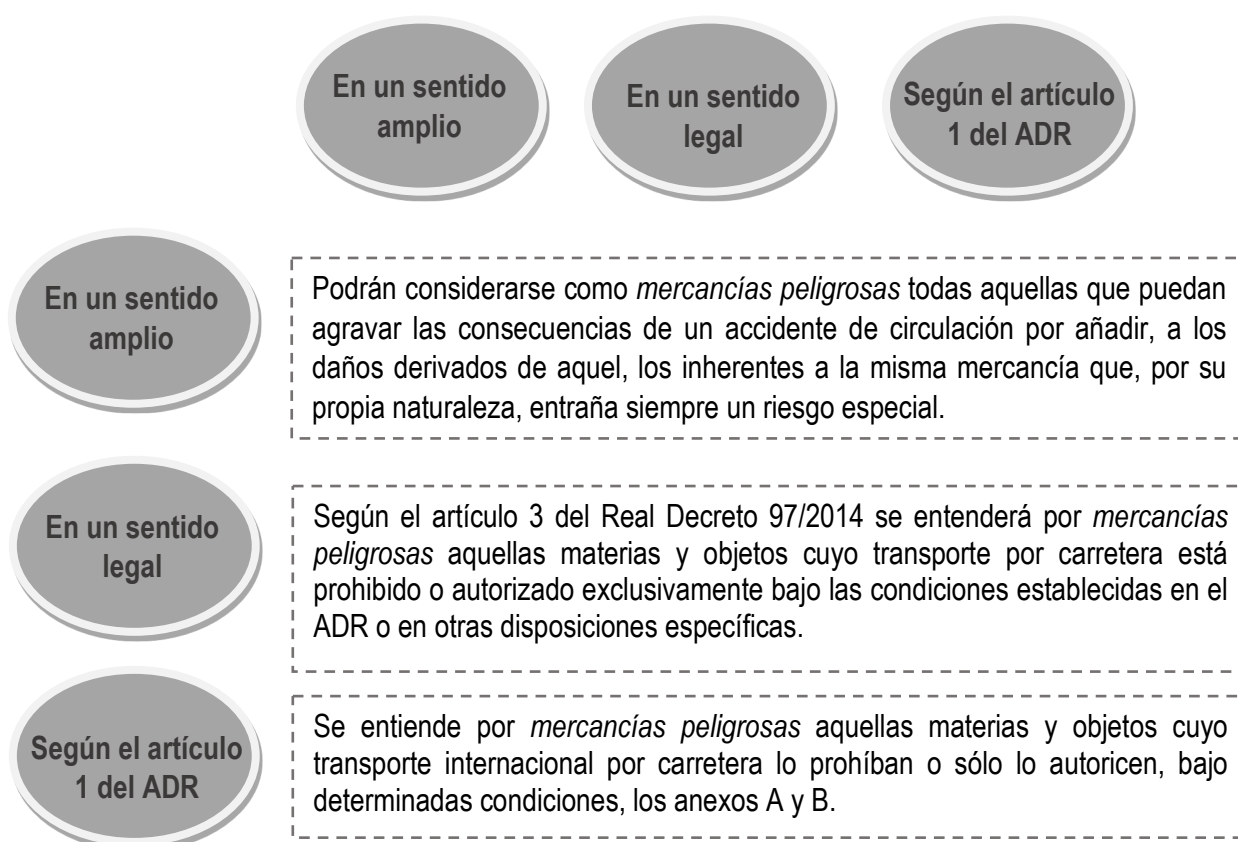 En un sentido
amplio
En un sentido
legal
Según el artículo
1 del ADR
En un sentido
amplio
Podrán considerarse como mercancías peligrosas todas aquellas que puedan
agravar las consecuencias de un accidente de circulación por añadir, a los
daños derivados de aquel, los inherentes a la misma mercancía que, por su
propia naturaleza, entraña siempre un riesgo especial.
En un sentido
legal
Según el artículo 3 del Real Decreto 97/2014 se entenderá por mercancías
peligrosas aquellas materias y objetos cuyo transporte por carretera está
prohibido o autorizado exclusivamente bajo las condiciones establecidas en el
ADR o en otras disposiciones específicas.
Según el artículo
1 del ADR
Se entiende por mercancías peligrosas aquellas materias y objetos cuyo
transporte internacional por carretera lo prohíban o sólo lo autoricen, bajo
determinadas condiciones, los anexos A y B.